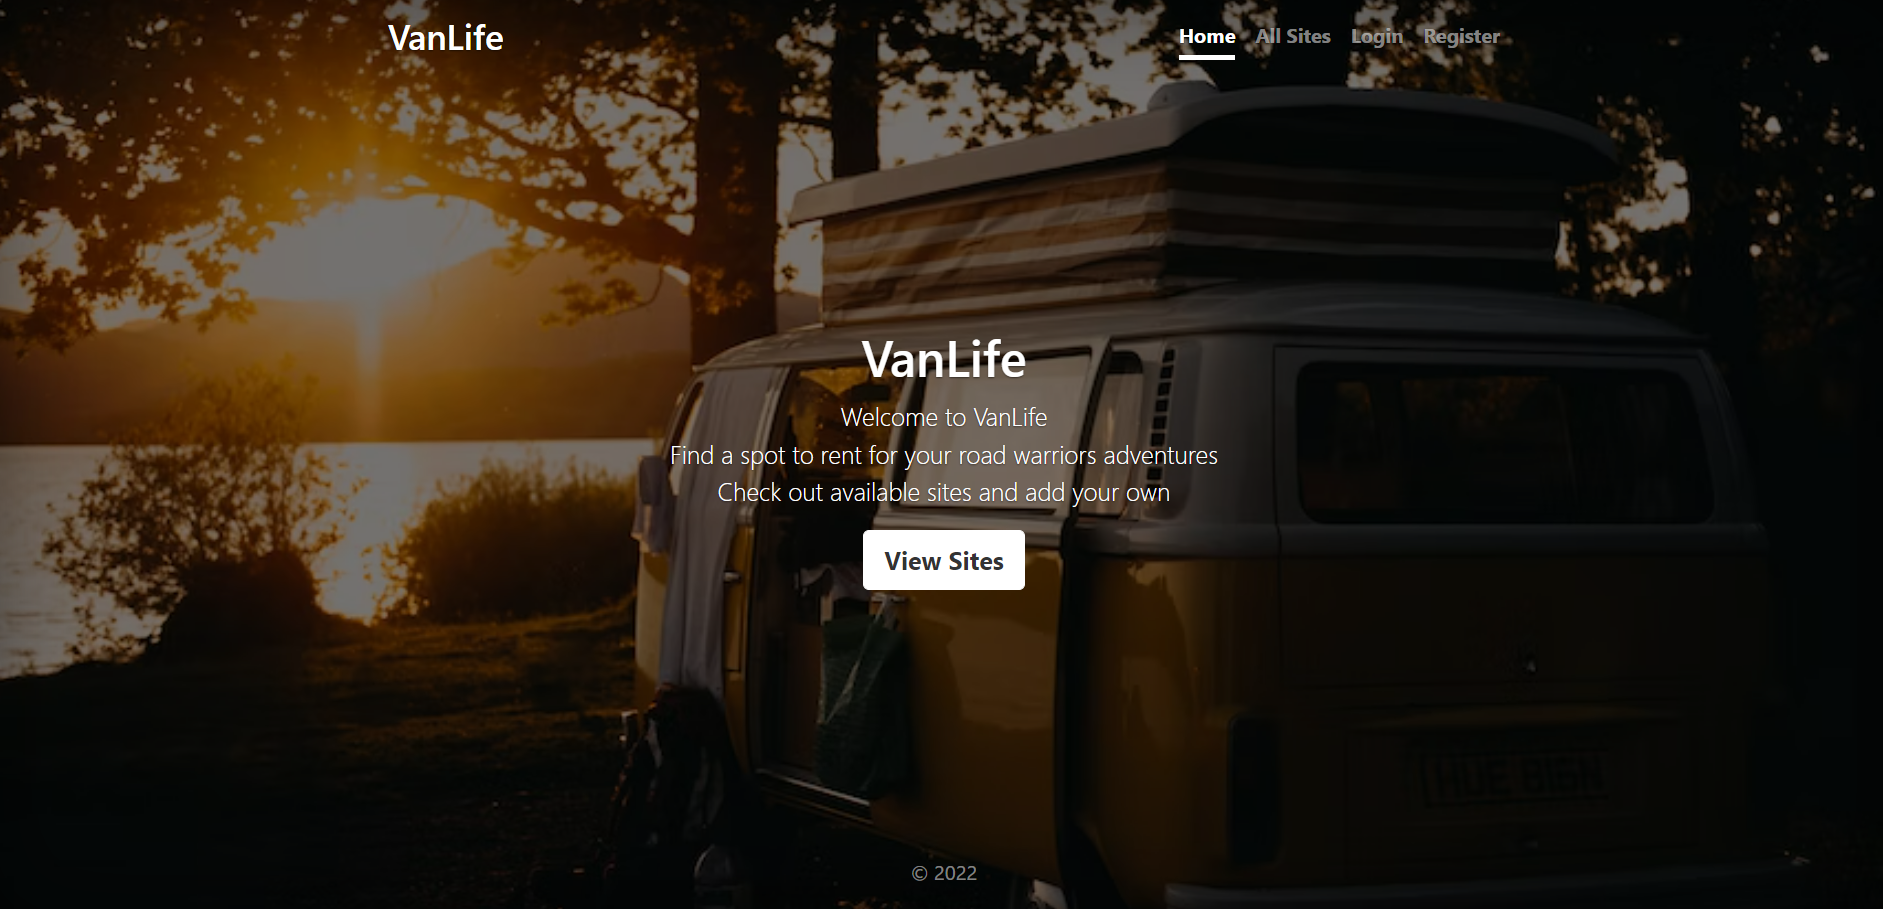 VanLife
Home All Sites Login Register
VanLife
Welcome to VanLife
Find a spot to rent for your road warriors adventures
Check out available sites and add your own
View Sites
© 2022